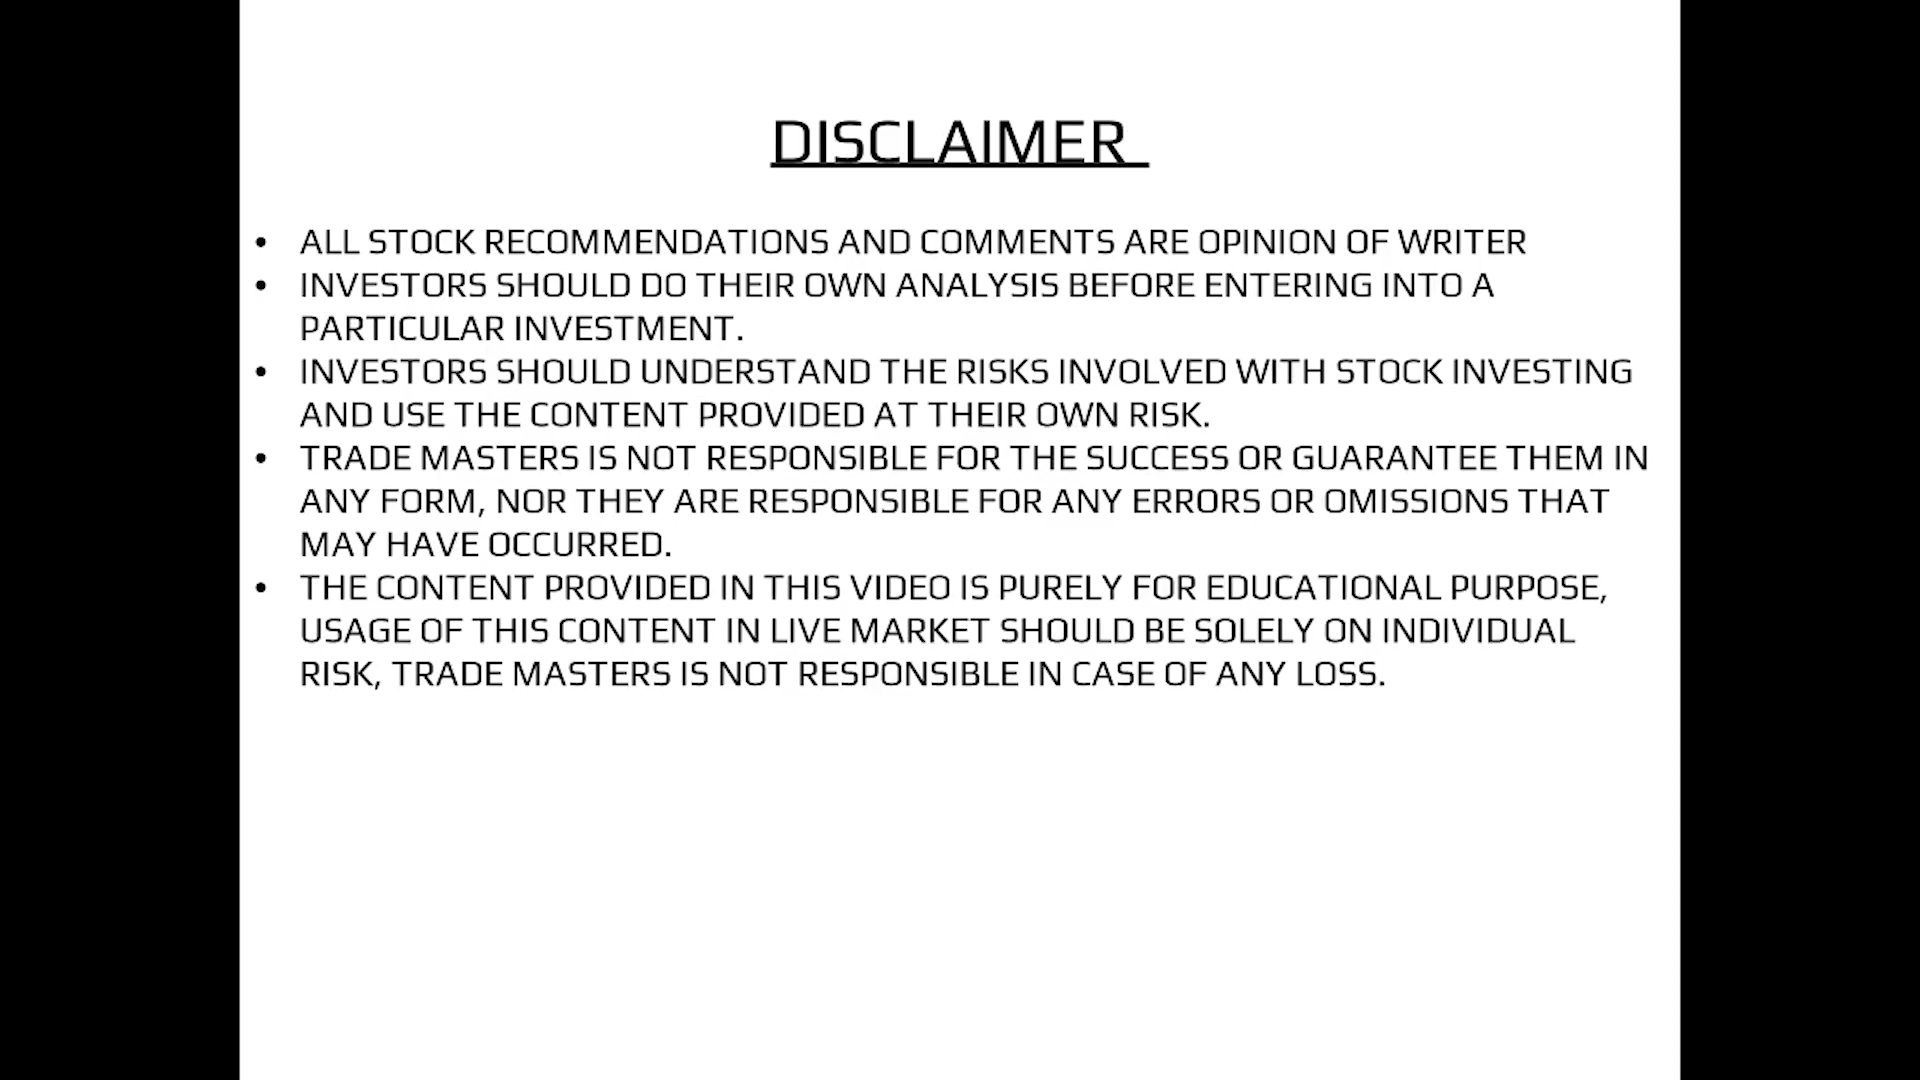 DISCLAIMER
• ALL STOCK RECOMMENDATIONS AND COMMENTS ARE OPINION OF WRITER
• INVESTORS SHOULD DO THEIR OWN ANALYSIS BEFORE ENTERING INTO A
PARTICULAR INVESTMENT.
• INVESTORS SHOULD UNDERSTAND THE RISKS INVOLVED WITH STOCK INVESTING
AND USE THE CONTENT PROVIDED AT THEIR OWN RISK.
• TRADE MASTERS IS NOT RESPONSIBLE FOR THE SUCCESS OR GUARANTEE THEM IN
ANY FORM, NOR THEY ARE RESPONSIBLE FOR ANY ERRORS OR OMISSIONS THAT
MAY HAVE OCCURRED.
• THE CONTENT PROVIDED IN THIS VIDEO IS PURELY FOR EDUCATIONAL PURPOSE,
USAGE OF THIS CONTENT IN LIVE MARKET SHOULD BE SOLELY ON INDIVIDUAL
RISK, TRADE MASTERS IS NOT RESPONSIBLE IN CASE OF ANY LOSS.